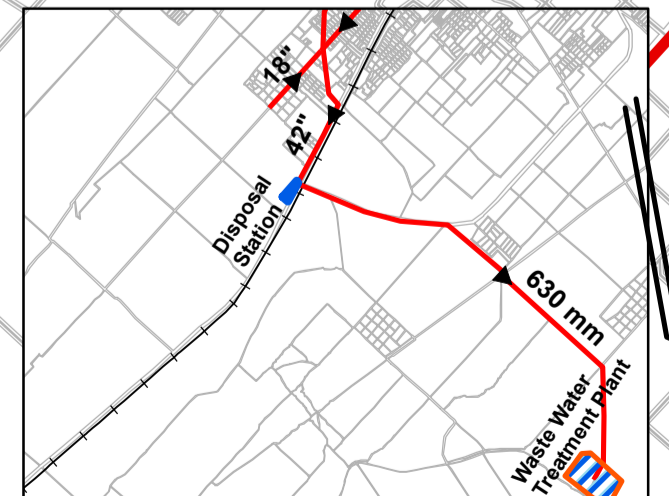 18"
42"
Disposal
Station
630 mm
Waste Water
Treatment Plant